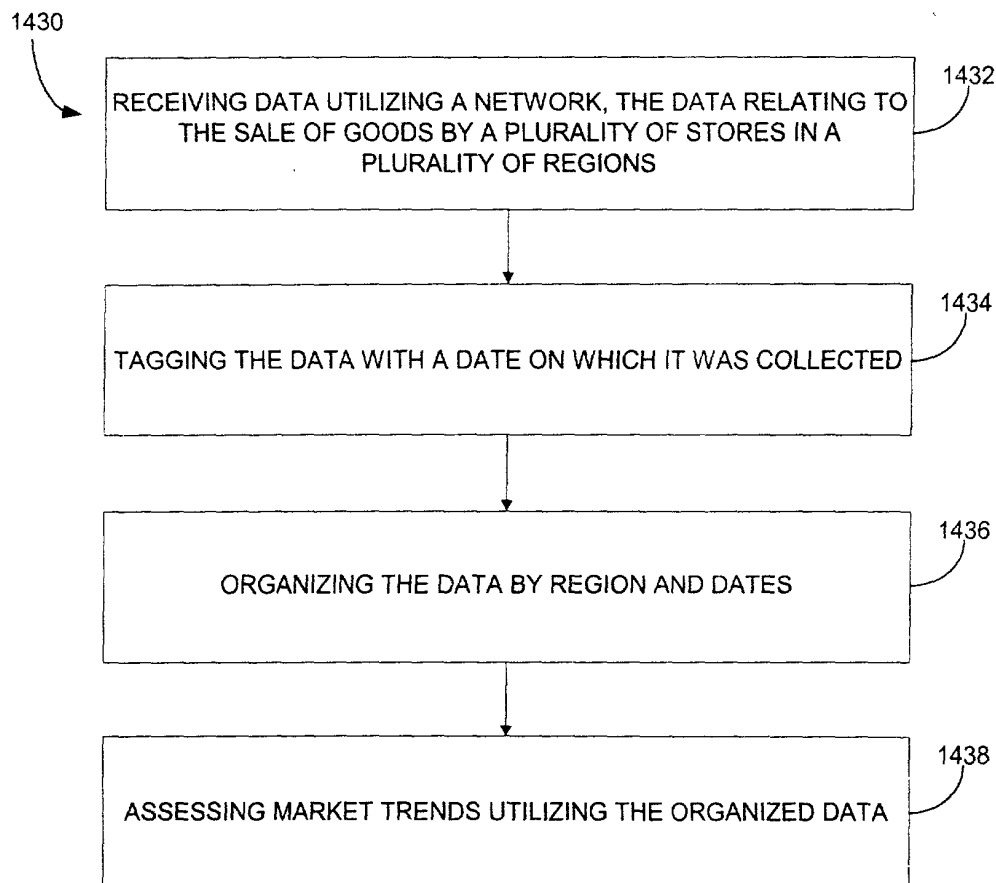 1430
1432
RECEIVING DATA UTILIZING A NETWORK, THE DATA RELATING TO
THE SALE OF GOODS BY A PLURALITY OF STORES IN A
PLURALITY OF REGIONS
1434
TAGGING THE DATA WITH A DATE ON WHICH IT WAS COLLECTED
1436
ORGANIZING THE DATA BY REGION AND DATES
1438
ASSESSING MARKET TRENDS UTILIZING THE ORGANIZED DATA